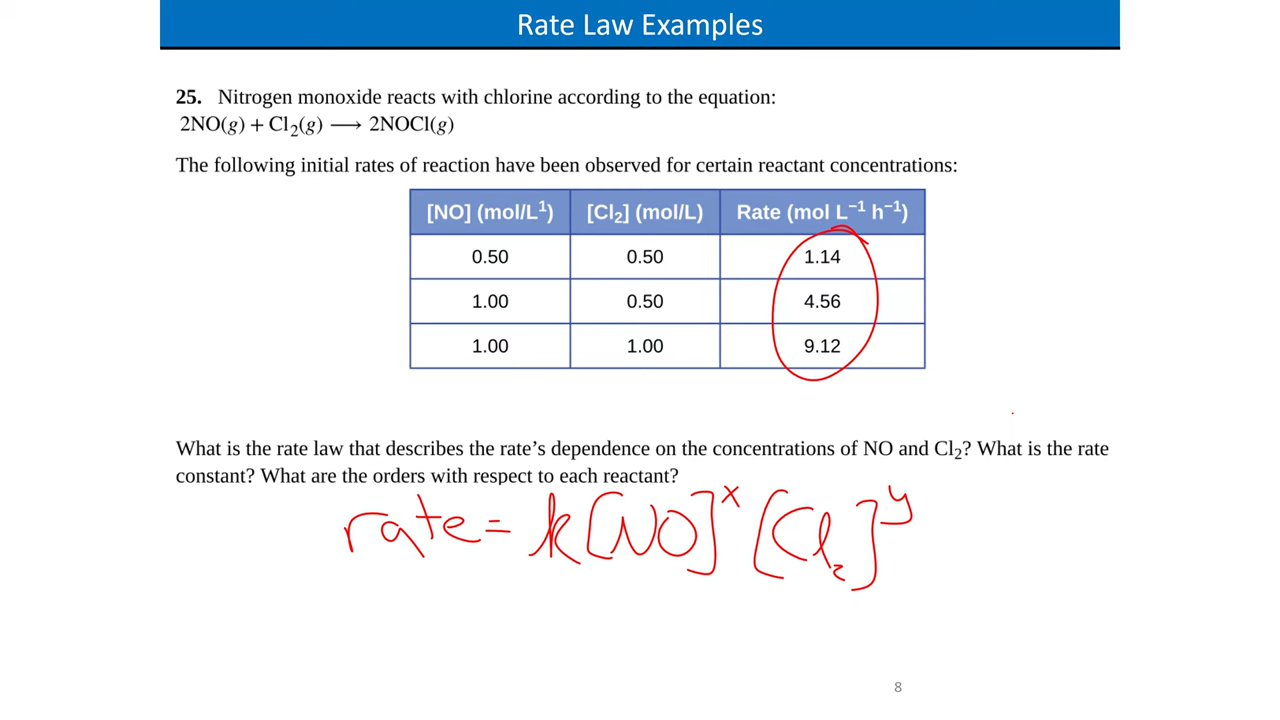 Rate Law Examples
25. Nitrogen monoxide reacts with chlorine according to the equation:
2NO(g) + Cl₂(g) ⟶ 2NOCl(g)
The following initial rates of reaction have been observed for certain reactant concentrations:
[NO] (mol/L¹) [Cl₂] (mol/L) Rate (mol L⁻¹ h⁻¹)
0.50 0.50 1.14
1.00 0.50 4.56
1.00 1.00 9.12
What is the rate law that describes the rate's dependence on the concentrations of NO and Cl₂? What is the rate
constant? What are the orders with respect to each reactant?
rate = k[NO]ˣ [Cl₂]ʸ
8